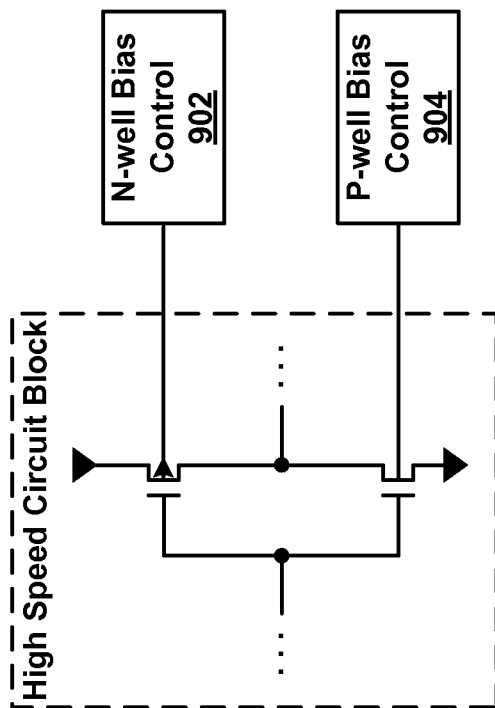 High Speed Circuit Block
N-well Bias
Control
902
P-well Bias
Control
904